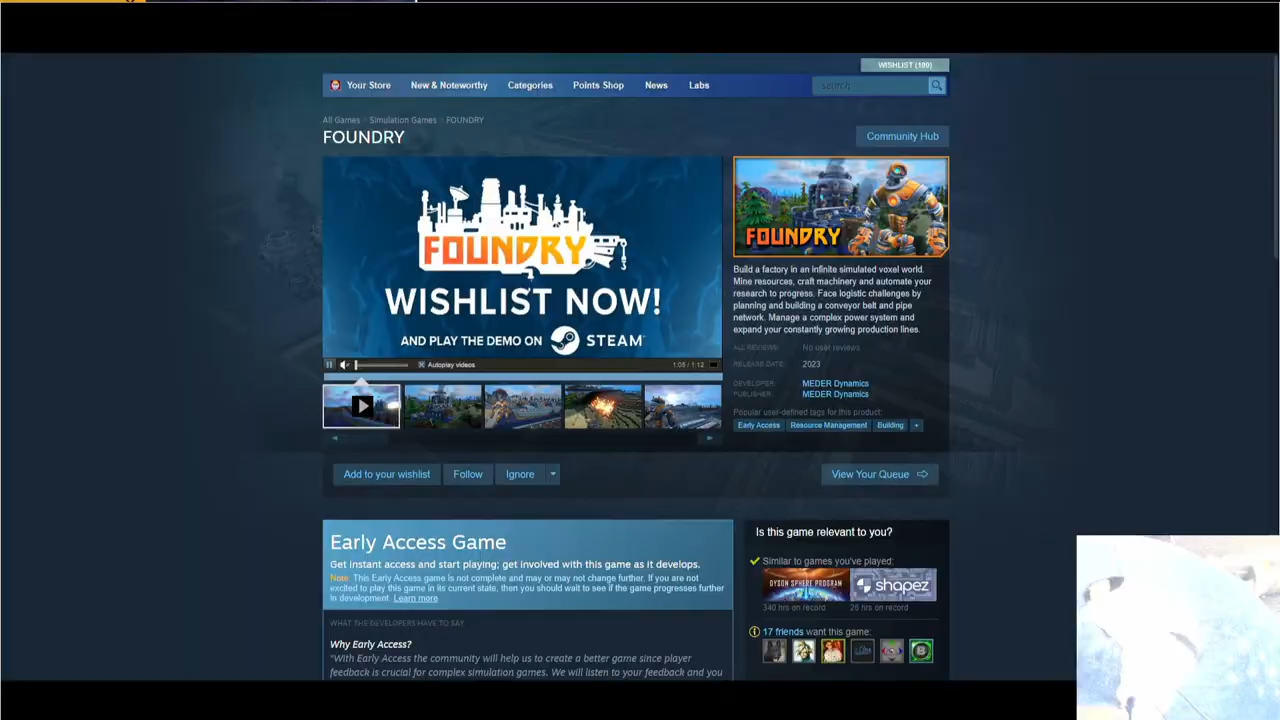 WISHLIST (109)
Your Store New & Noteworthy Categories Points Shop News Labs search
All Games Simulation Games FOUNDRY
FOUNDRY
Community Hub
FOUNDRY
WISHLIST NOW!
AND PLAY THE DEMO ON STEAM
Autoplay videos 1:05 / 1:12
FOUNDRY
Build a factory in an infinite simulated voxel world.
Mine resources, craft machinery and automate your
research to progress. Face logistic challenges by
planning and building a conveyor belt and pipe
network. Manage a complex power system and
expand your constantly growing production lines.
ALL REVIEWS: No user reviews
RELEASE DATE: 2023
DEVELOPER: MEDER Dynamics
PUBLISHER: MEDER Dynamics
Popular user-defined tags for this product:
Early Access Resource Management Building +
Add to your wishlist Follow Ignore
View Your Queue
Early Access Game
Get instant access and start playing; get involved with this game as it develops.
Note: This Early Access game is not complete and may or may not change further. If you are
excited to play this game in its current state, then you should wait to see if the game progresses further
in development. Learn more
WHAT THE DEVELOPERS HAVE TO SAY:
Why Early Access?
"With Early Access the community will help us to create a better game since player
feedback is crucial for complex simulation games. We will listen to your feedback and you
Is this game relevant to you?
Similar to games you've played:
DYSON SPHERE PROGRAM shapez
340 hrs on record 26 hrs on record
17 friends want this game: